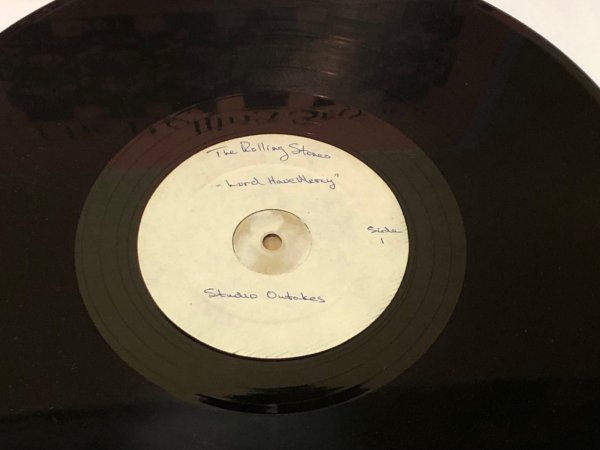 The Rolling Stones
"Lord Have Mercy"
Side
1
Studio Outakes